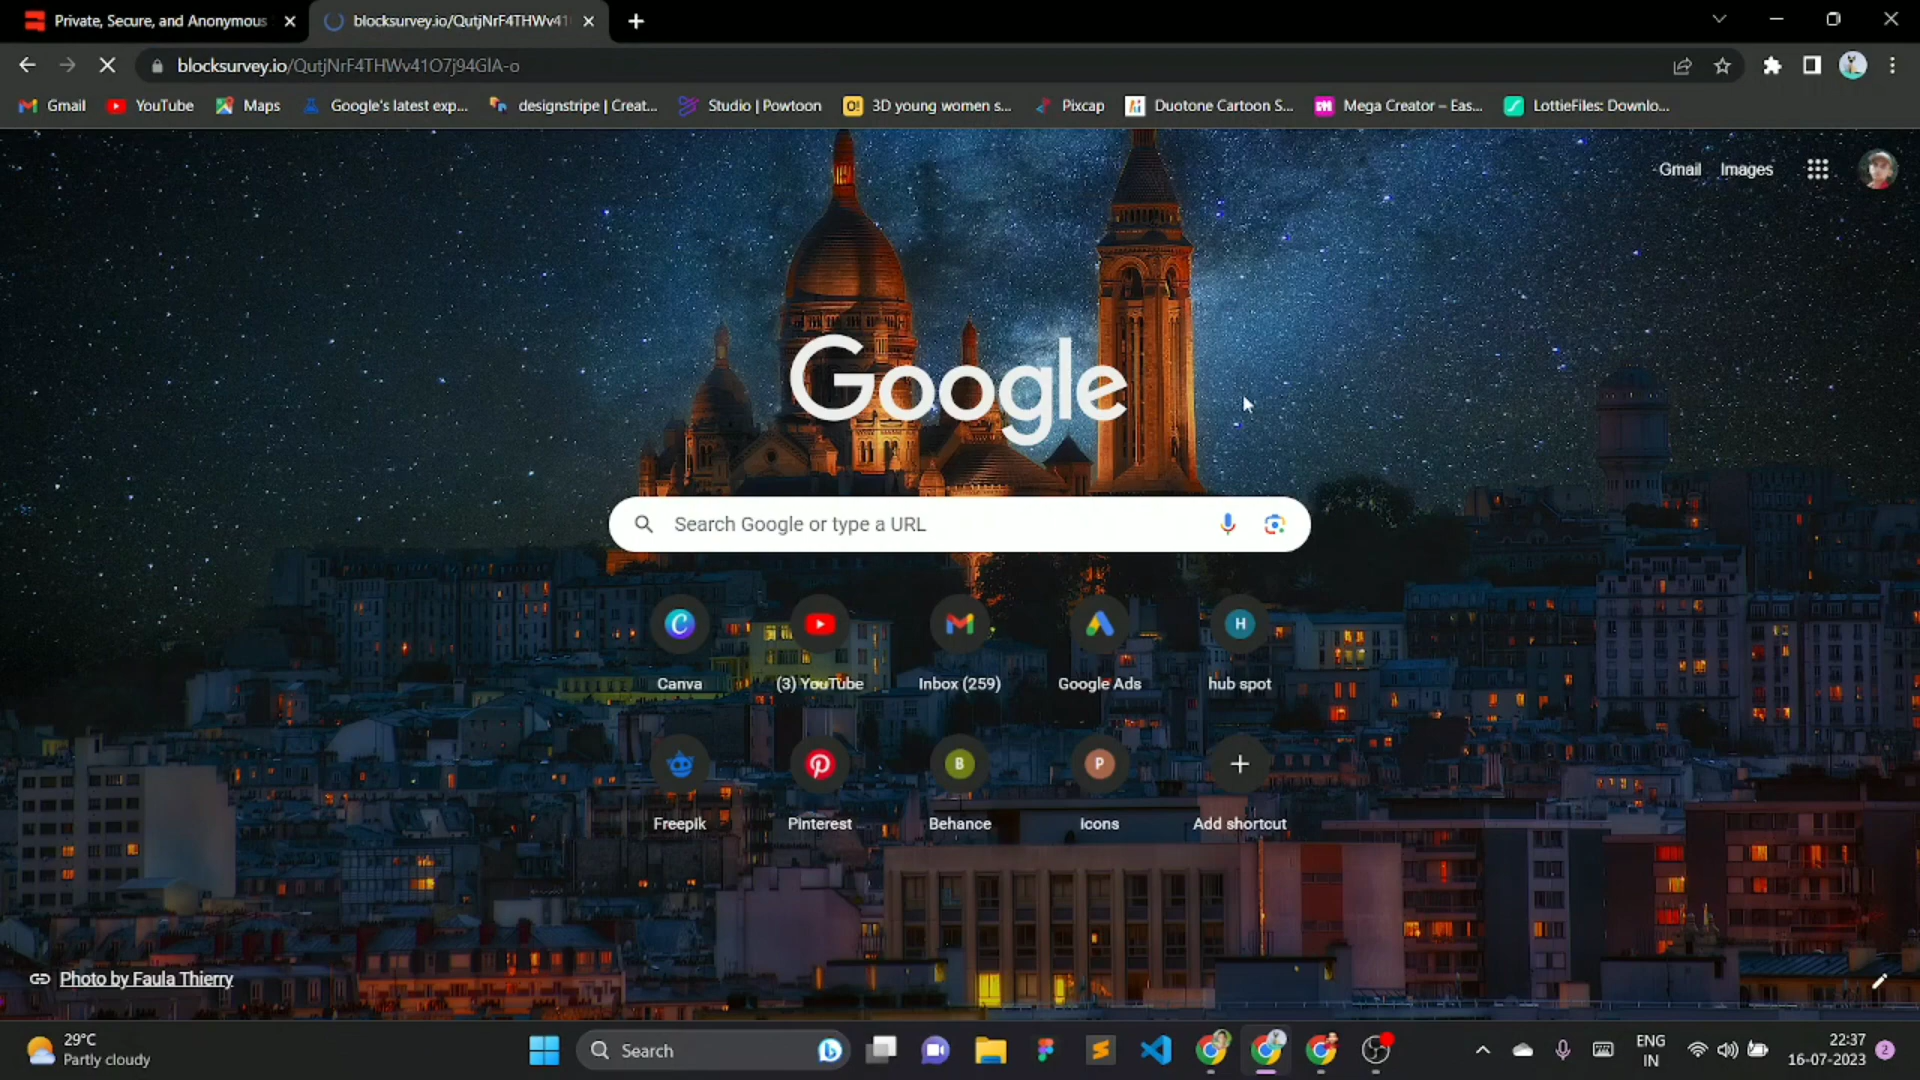 Private, Secure, and Anonymous
blocksurvey.io/QutjNrF4THWv41
blocksurvey.io/QutjNrF4THWv41O7j94GlA-o
Gmail
YouTube
Maps
Google's latest exp...
designstripe | Creat...
Studio | Powtoon
3D young women s...
Pixcap
Duotone Cartoon S...
Mega Creator – Eas...
LottieFiles: Downlo...
Gmail Images
Google
Search Google or type a URL
Canva
(3) YouTube
Inbox (259)
Google Ads
H
hub spot
Freepik
Pinterest
B
Behance
P
Icons
Add shortcut
Photo by Faula Thierry
29°C
Partly cloudy
Search
ENG
IN
22:37
16-07-2023
2